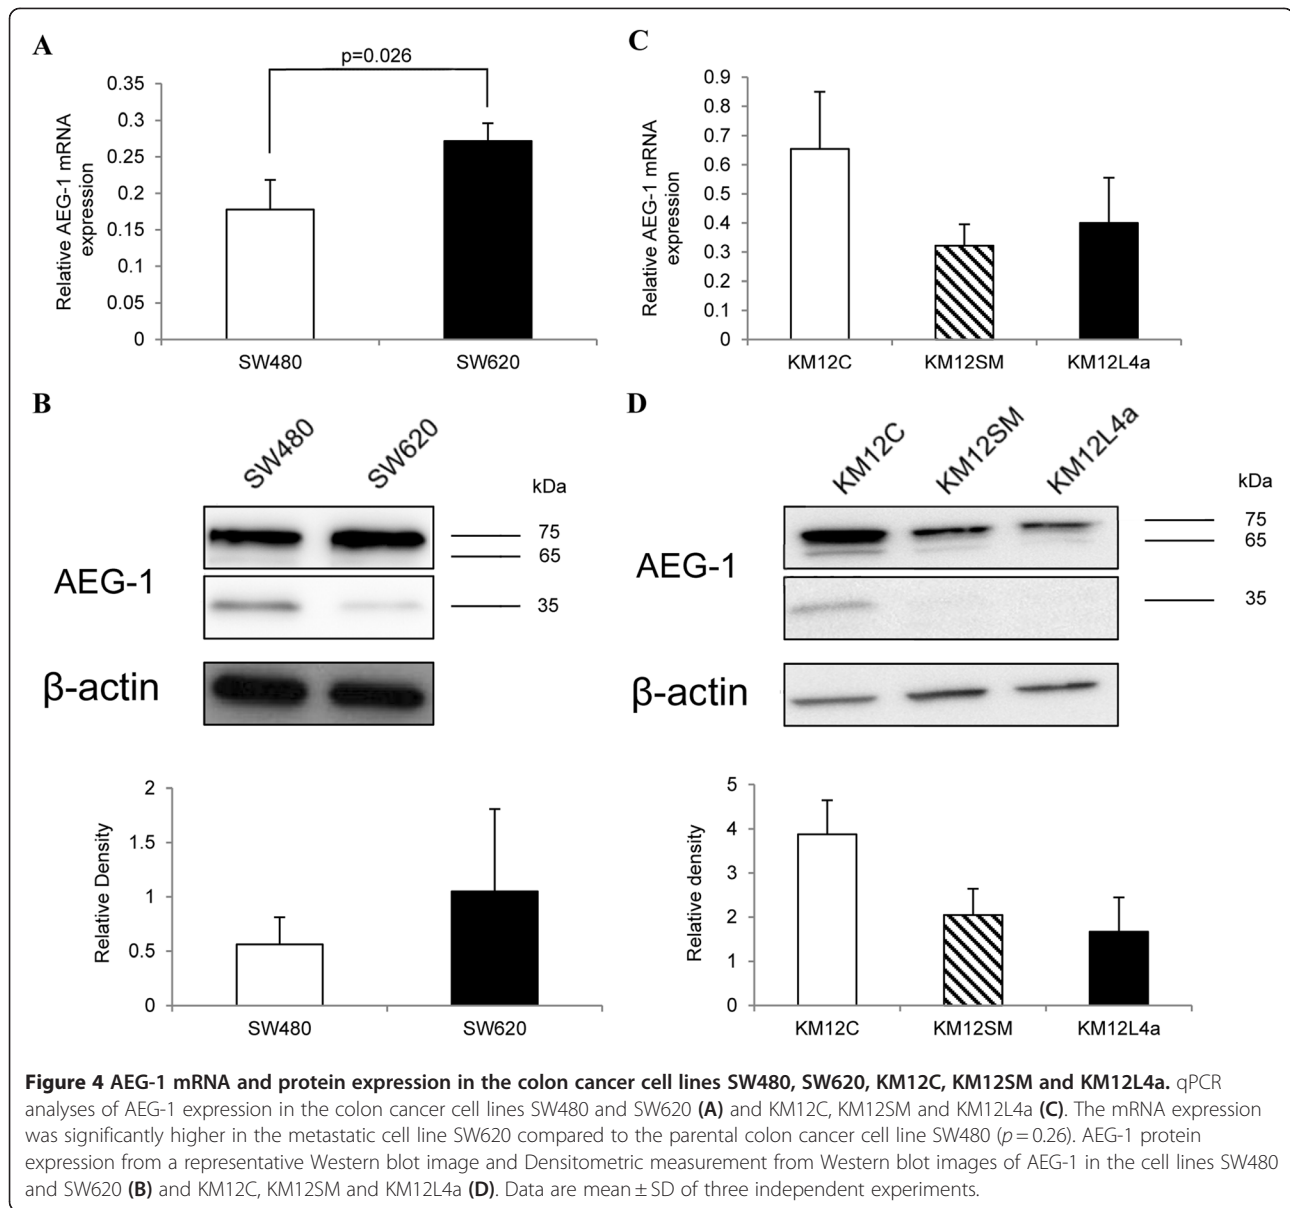 A
p=0.026
Relative AEG-1 mRNA
expression
0.35
0.3
0.25
0.2
0.15
0.1
0.05
0
SW480
SW620
C
Relative AEG-1 mRNA
expression
0.9
0.8
0.7
0.6
0.5
0.4
0.3
0.2
0.1
0
KM12C
KM12SM
KM12L4a
B
SW480
SW620
kDa
AEG-1
75
65
35
β-actin
Relative Density
2
1.5
1
0.5
0
SW480
SW620
D
KM12C
KM12SM
KM12L4a
kDa
AEG-1
75
65
35
β-actin
Relative density
5
4
3
2
1
0
KM12C
KM12SM
KM12L4a
Figure 4 AEG-1 mRNA and protein expression in the colon cancer cell lines SW480, SW620, KM12C, KM12SM and KM12L4a. qPCR
analyses of AEG-1 expression in the colon cancer cell lines SW480 and SW620 (A) and KM12C, KM12SM and KM12L4a (C). The mRNA expression
was significantly higher in the metastatic cell line SW620 compared to the parental colon cancer cell line SW480 (p = 0.26). AEG-1 protein
expression from a representative Western blot image and Densitometric measurement from Western blot images of AEG-1 in the cell lines SW480
and SW620 (B) and KM12C, KM12SM and KM12L4a (D). Data are mean ± SD of three independent experiments.